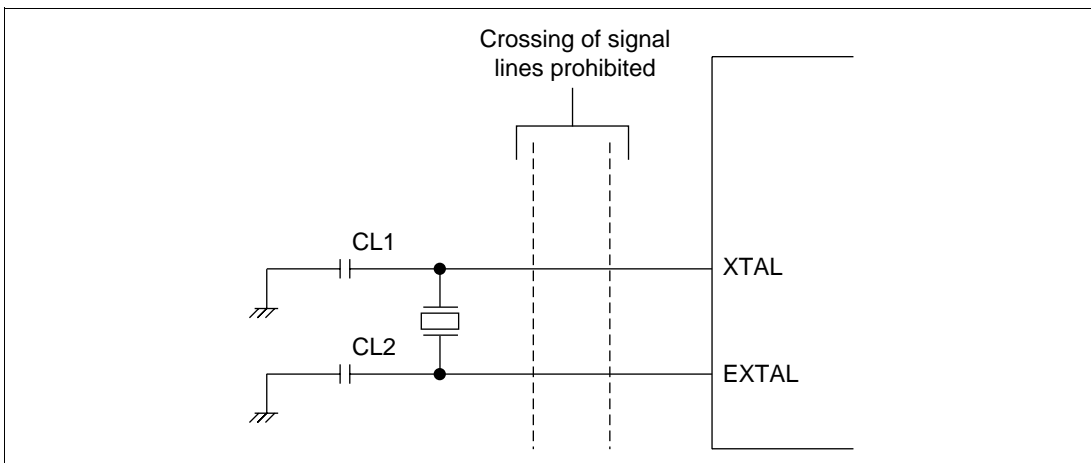 Crossing of signal
lines prohibited
CL1
XTAL
CL2
EXTAL